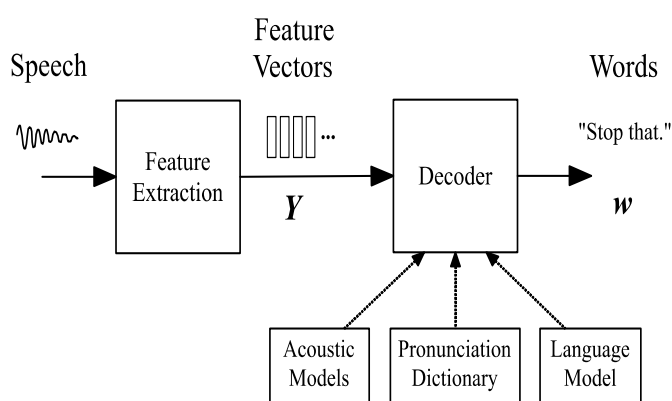 Speech
Feature
Vectors
Words
Feature
Extraction
...
Y
Decoder
"Stop that."
w
Acoustic
Models
Pronunciation
Dictionary
Language
Model